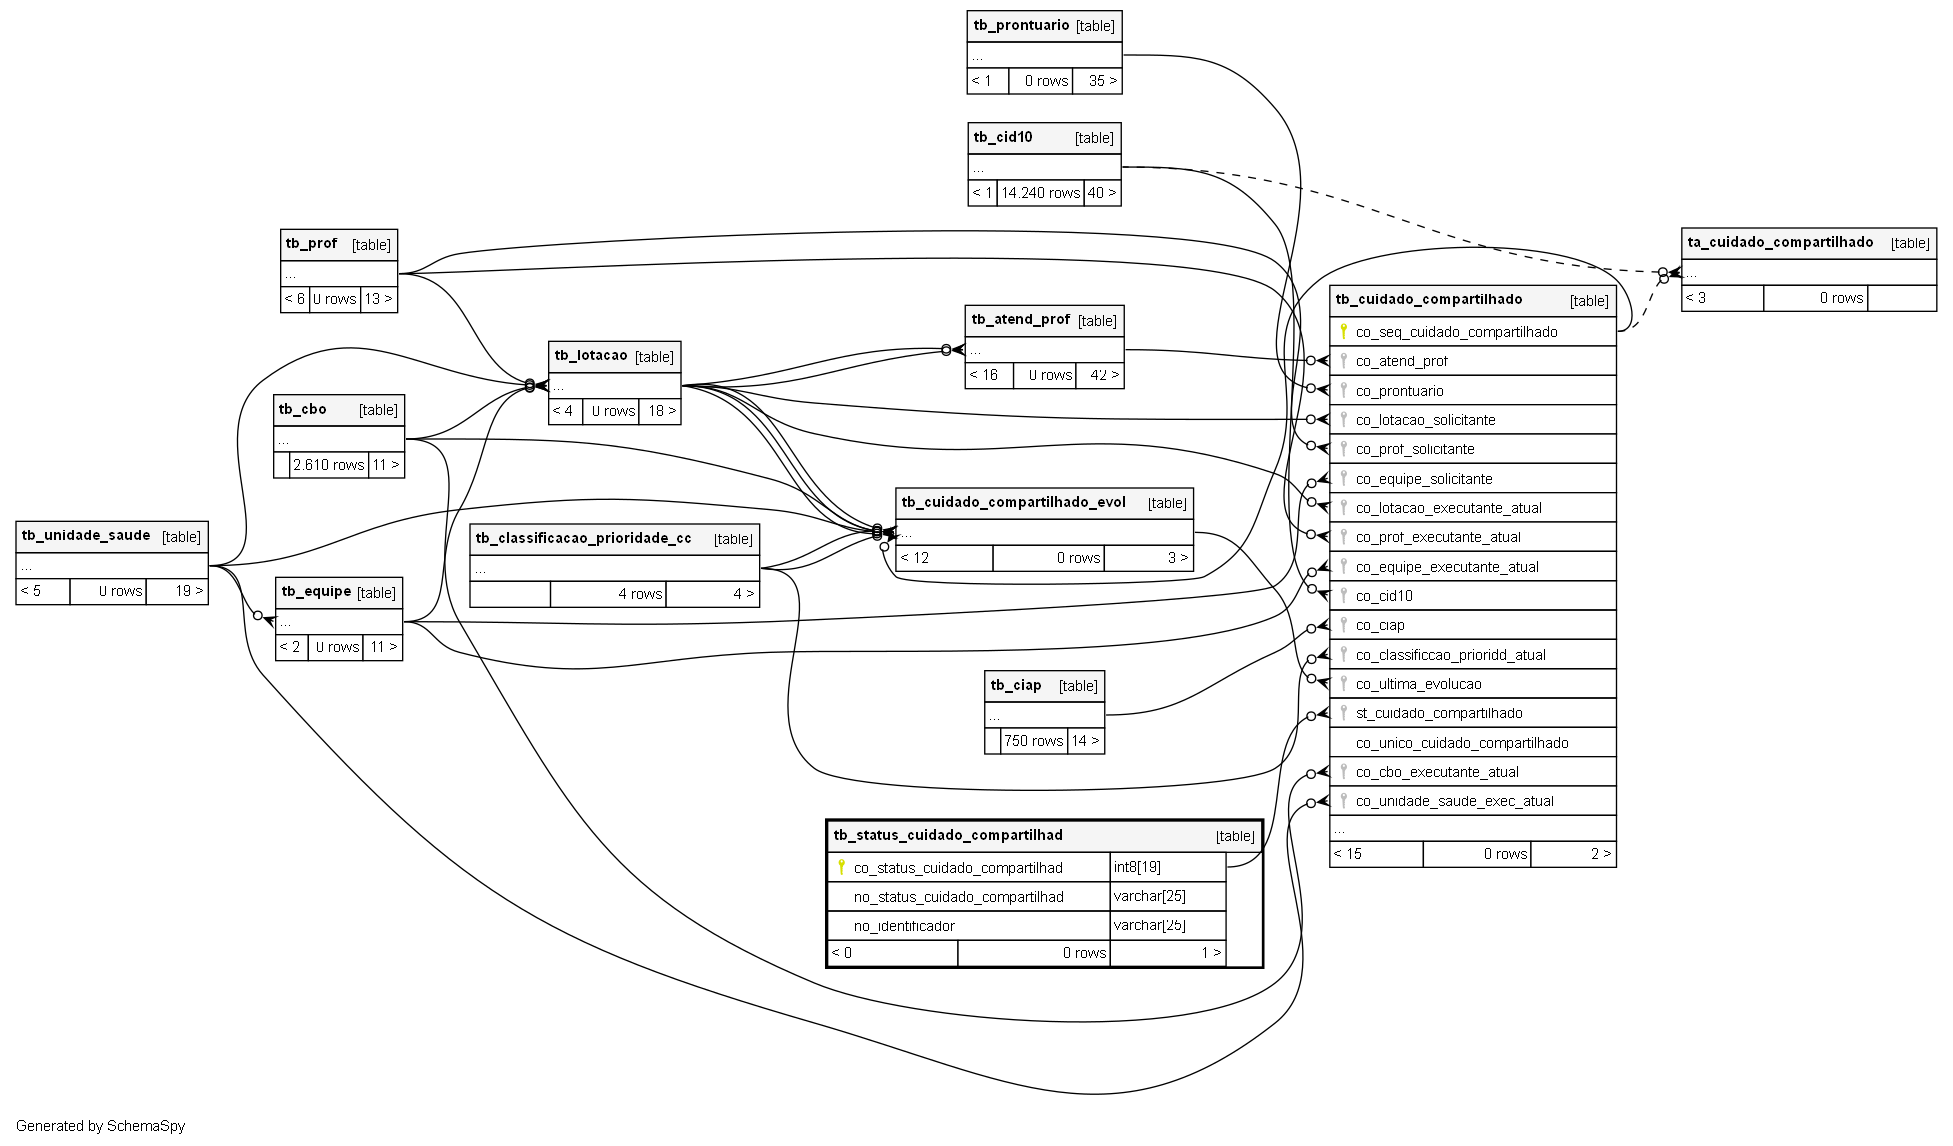 tb_prontuario [table]
...
< 1 0 rows 35 >
tb_cid10 [table]
...
< 1 14.240 rows 40 >
tb_prof [table]
...
< 6 0 rows 13 >
ta_cuidado_compartilhado [table]
...
< 3 0 rows
tb_cuidado_compartilhado [table]
co_seq_cuidado_compartilhado
co_atend_prof
co_prontuario
co_lotacao_solicitante
co_prof_solicitante
co_equipe_solicitante
co_lotacao_executante_atual
co_prof_executante_atual
co_equipe_executante_atual
co_cid10
co_ciap
co_classificcao_prioridd_atual
co_ultima_evolucao
st_cuidado_compartilhado
co_unico_cuidado_compartilhado
co_cbo_executante_atual
co_unidade_saude_exec_atual
...
< 15 0 rows 2 >
tb_atend_prof [table]
...
< 16 0 rows 42 >
tb_lotacao [table]
...
< 4 0 rows 18 >
tb_cbo [table]
...
2.610 rows 11 >
tb_cuidado_compartilhado_evol [table]
...
< 12 0 rows 3 >
tb_unidade_saude [table]
...
< 5 0 rows 19 >
tb_classificacao_prioridade_cc [table]
...
4 rows 4 >
tb_equipe [table]
...
< 2 0 rows 11 >
tb_ciap [table]
...
750 rows 14 >
tb_status_cuidado_compartilhad [table]
co_status_cuidado_compartilhad int8[19]
no_status_cuidado_compartilhad varchar[25]
no_identificador varchar[25]
< 0 0 rows 1 >
Generated by SchemaSpy